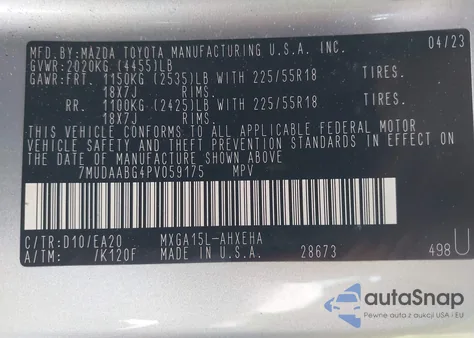 MFD.BY:MAZDA TOYOTA MANUFACTURING U.S.A. INC. 04/23
GVWR:2020KG (4455)LB
GAWR:FRT. 1150KG (2535)LB WITH 225/55R18 TIRES.
18X7J RIMS.
RR. 1100KG (2425)LB WITH 225/55R18 TIRES.
18X7J RIMS.
THIS VEHICLE CONFORMS TO ALL APPLICABLE FEDERAL MOTOR
VEHICLE SAFETY AND THEFT PREVENTION STANDARDS IN EFFECT ON
THE DATE OF MANUFACTURE SHOWN ABOVE
7MUDAABG4PV059175 MPV
C/TR:D10/EA20 MXGA15L-AHXEHA
A/TM: /K120F MADE IN U.S.A. 28673 498U
autoSnap
Pewne auta z aukcji USA i EU